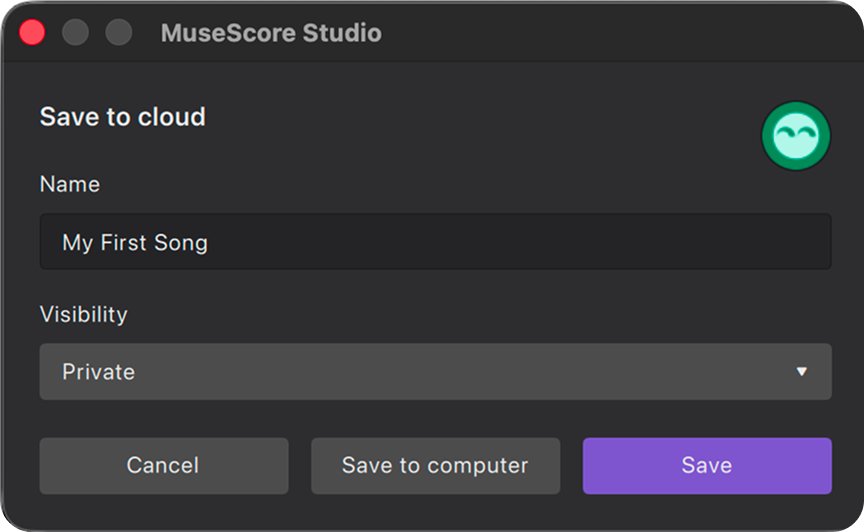 MuseScore Studio
Save to cloud
Name
My First Song
Visibility
Private
Cancel Save to computer Save